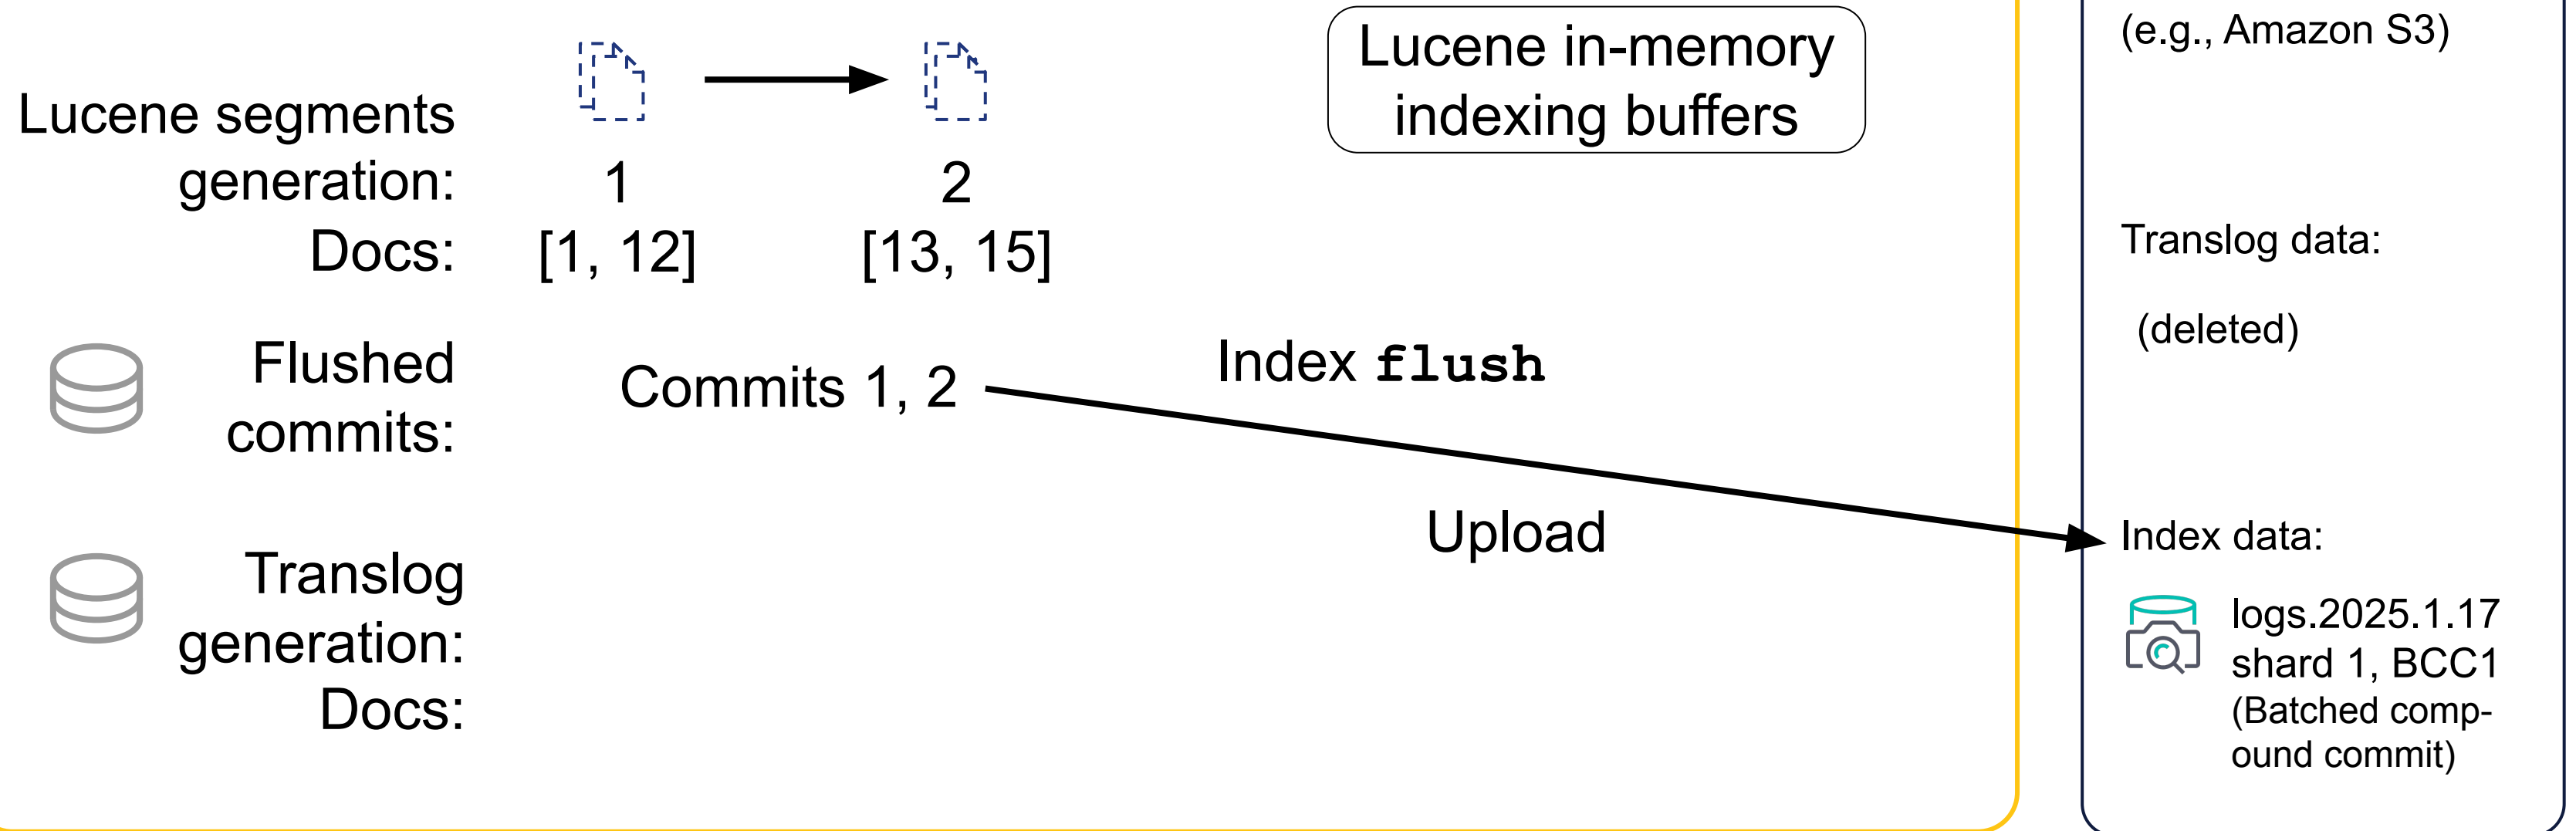 Lucene segments
generation:
1
2
Docs:
[1, 12]
[13, 15]
Lucene in-memory
indexing buffers
Flushed
commits:
Commits 1, 2
Index flush
Upload
Translog
generation:
Docs:
(e.g., Amazon S3)
Translog data:
(deleted)
Index data:
logs.2025.1.17
shard 1, BCC1
(Batched comp-
ound commit)